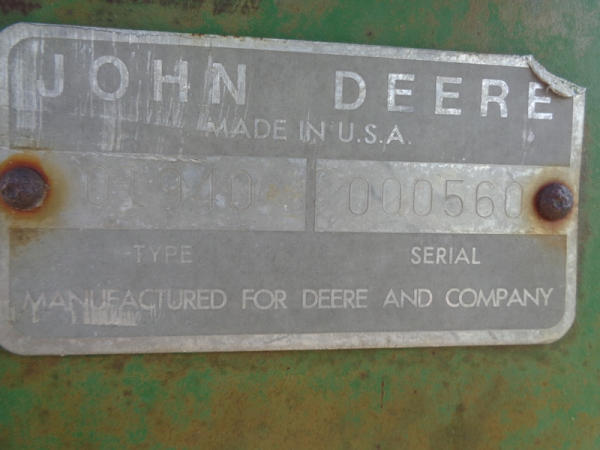 JOHN DEERE
MADE IN U.S.A.
000560
TYPE SERIAL
MANUFACTURED FOR DEERE AND COMPANY